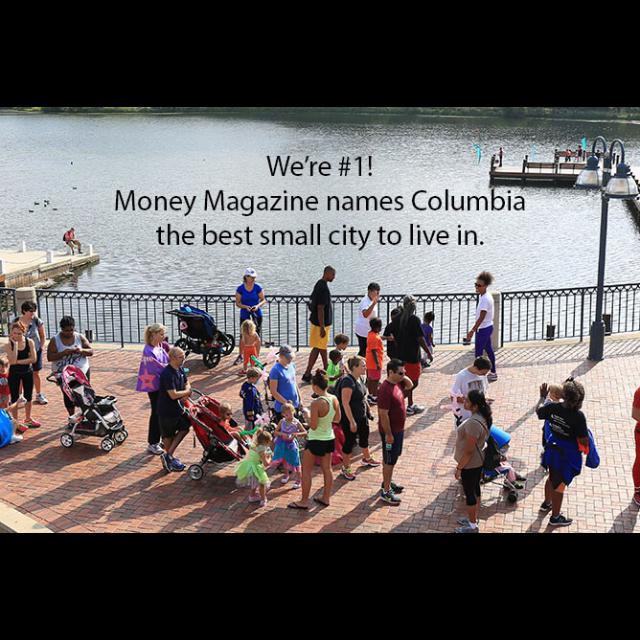 We're #1!
Money Magazine names Columbia
the best small city to live in.